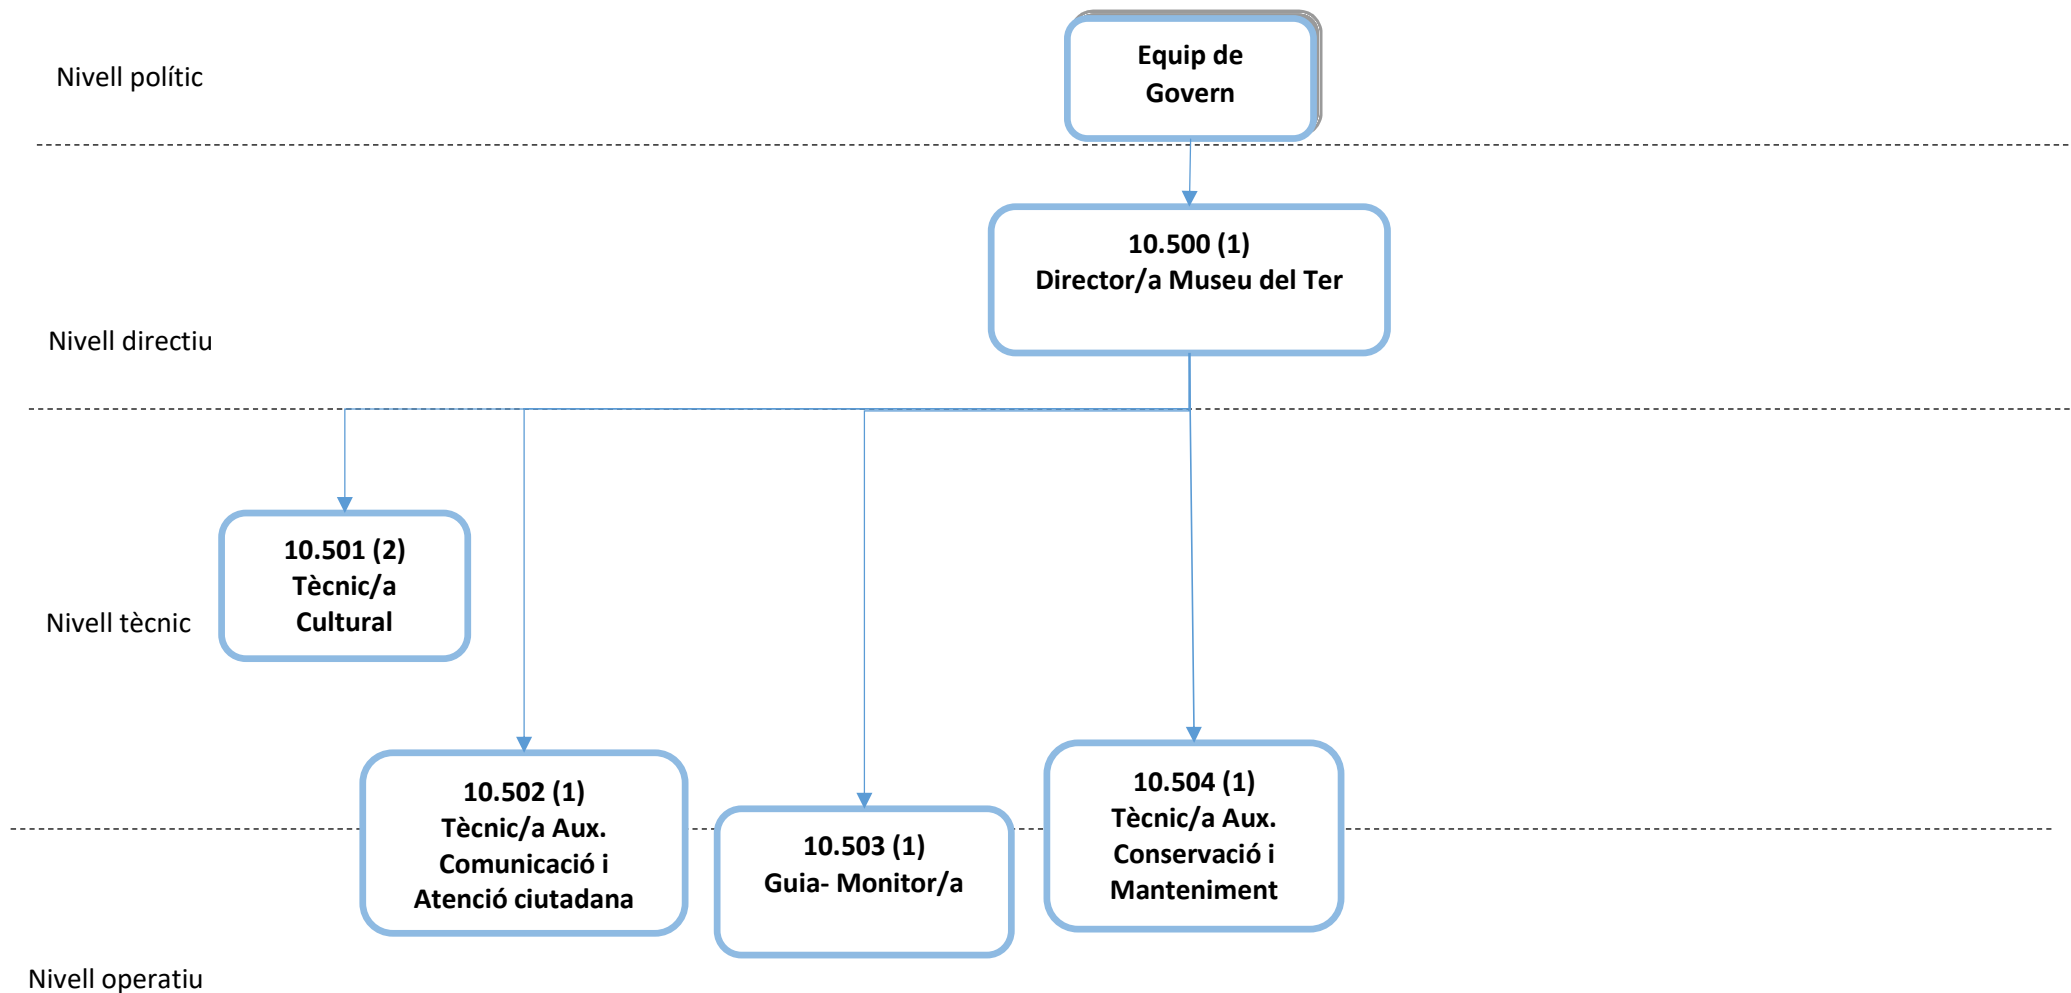 Equip de
Govern
Nivell polític
10.500 (1)
Director/a Museu del Ter
Nivell directiu
10.501 (2)
Tècnic/a
Cultural
Nivell tècnic
10.502 (1)
Tècnic/a Aux.
Comunicació i
Atenció ciutadana
10.503 (1)
Guia- Monitor/a
10.504 (1)
Tècnic/a Aux.
Conservació i
Manteniment
Nivell operatiu